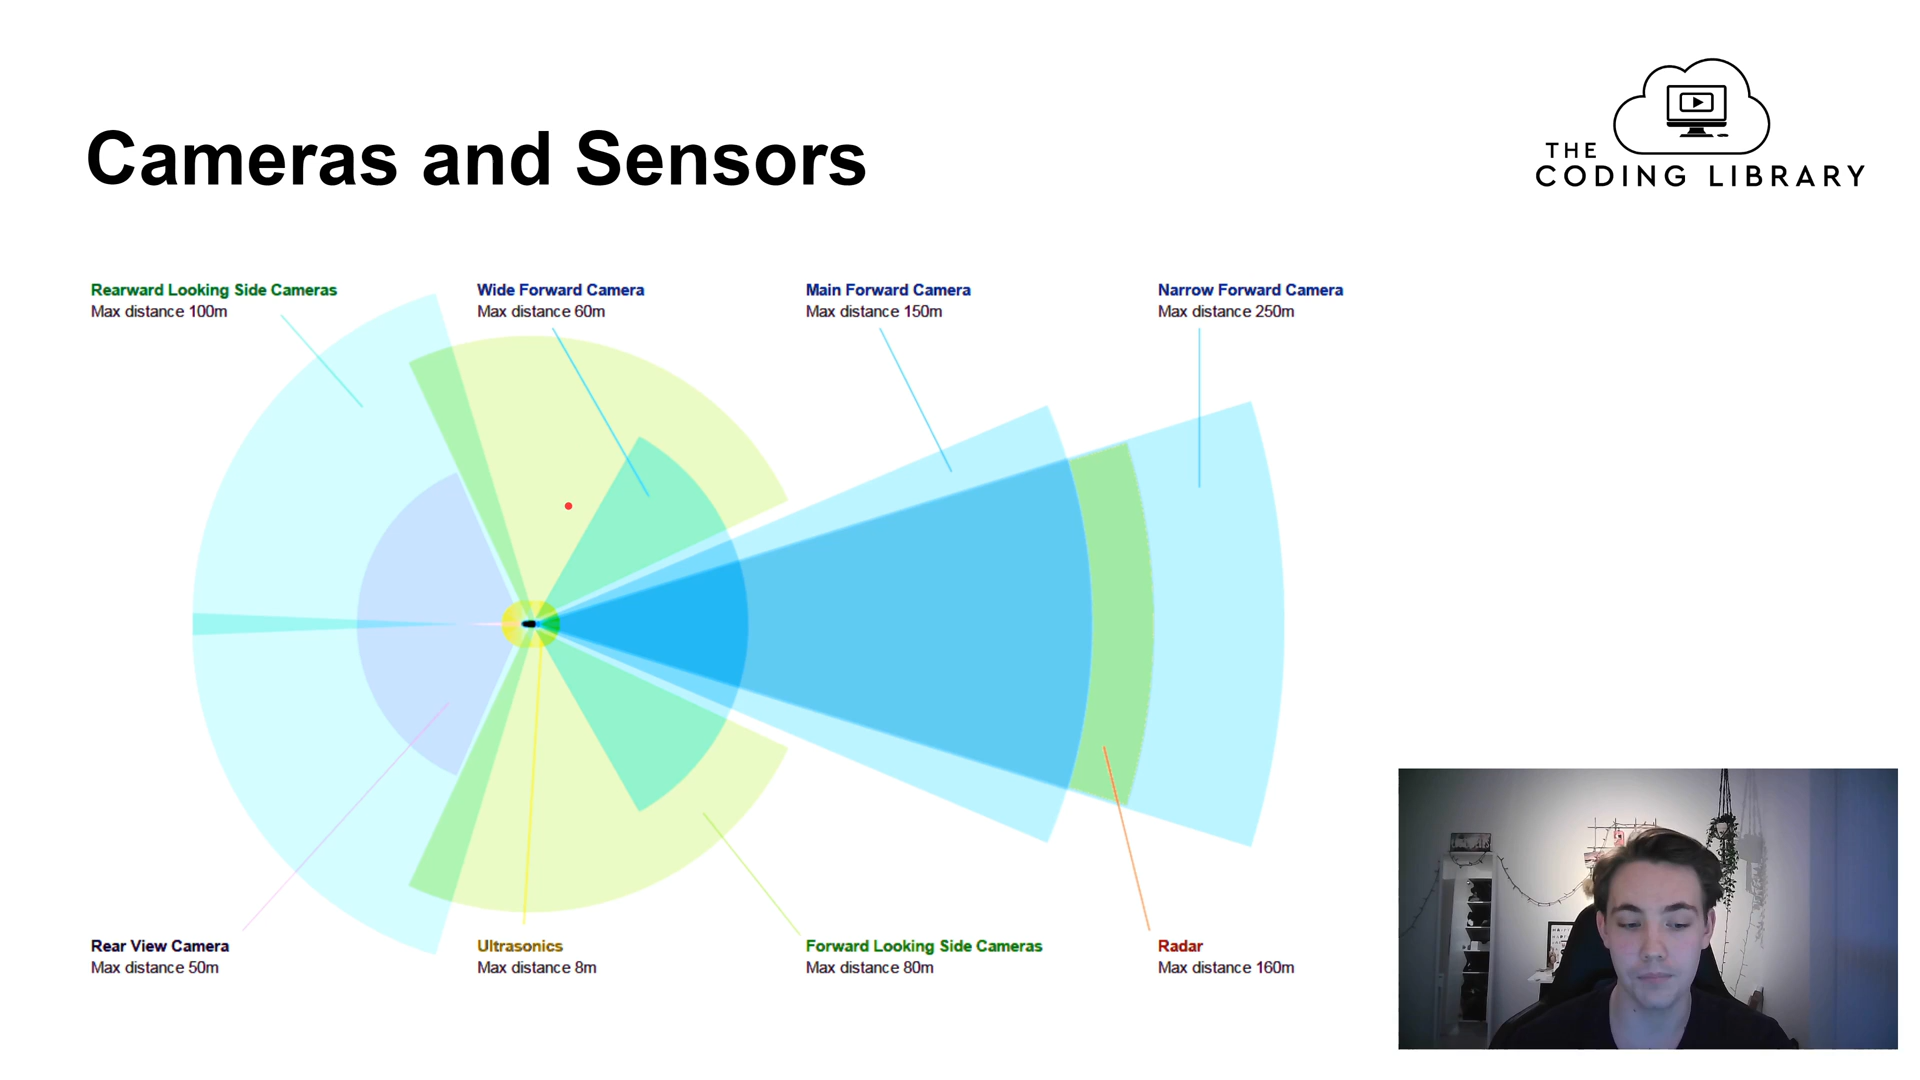 Cameras and Sensors
THE
CODING LIBRARY
Rearward Looking Side Cameras
Max distance 100m
Wide Forward Camera
Max distance 60m
Main Forward Camera
Max distance 150m
Narrow Forward Camera
Max distance 250m
Rear View Camera
Max distance 50m
Ultrasonics
Max distance 8m
Forward Looking Side Cameras
Max distance 80m
Radar
Max distance 160m